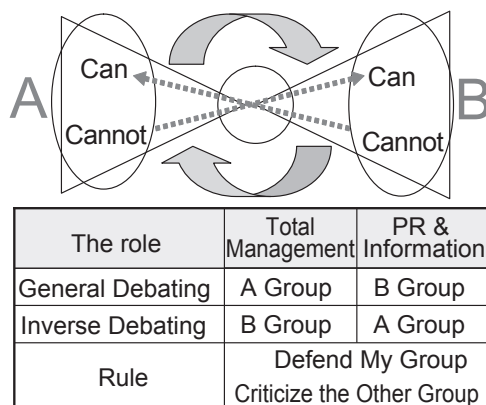 A
Can
Cannot
Can
Cannot
B
The role
Total
Management
PR &
Information
General Debating
A Group
B Group
Inverse Debating
B Group
A Group
Rule
Defend My Group
Criticize the Other Group